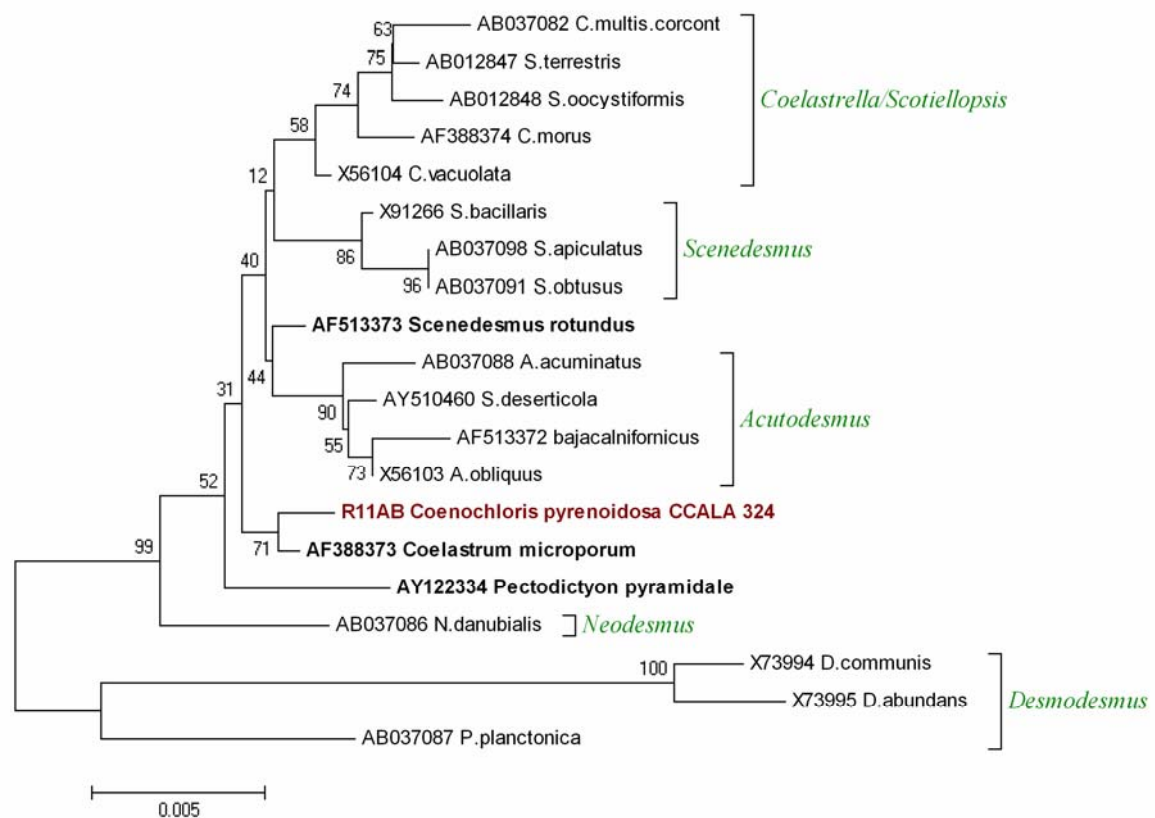 AB037082 C.multis.corcont
63
AB012847 S.terrestris
75
AB012848 S.oocystiformis
Coelastrella/Scotiellopsis
74
AF388374 C.morus
58
X56104 C.vacuolata
12
X91266 S.bacillaris
86
AB037098 S.apiculatus
Scenedesmus
96
AB037091 S.obtusus
40
AF513373 Scenedesmus rotundus
44
AB037088 A.acuminatus
31
90
AY510460 S.deserticola
Acutodesmus
55
AF513372 bajacalnifornicus
73
X56103 A.obliquus
52
R11AB Coenochloris pyrenoidosa CCALA 324
71
AF388373 Coelastrum microporum
99
AY122334 Pectodictyon pyramidale
AB037086 N.danubialis
Neodesmus
100
X73994 D.communis
X73995 D.abundans
Desmodesmus
AB037087 P.planctonica
0.005